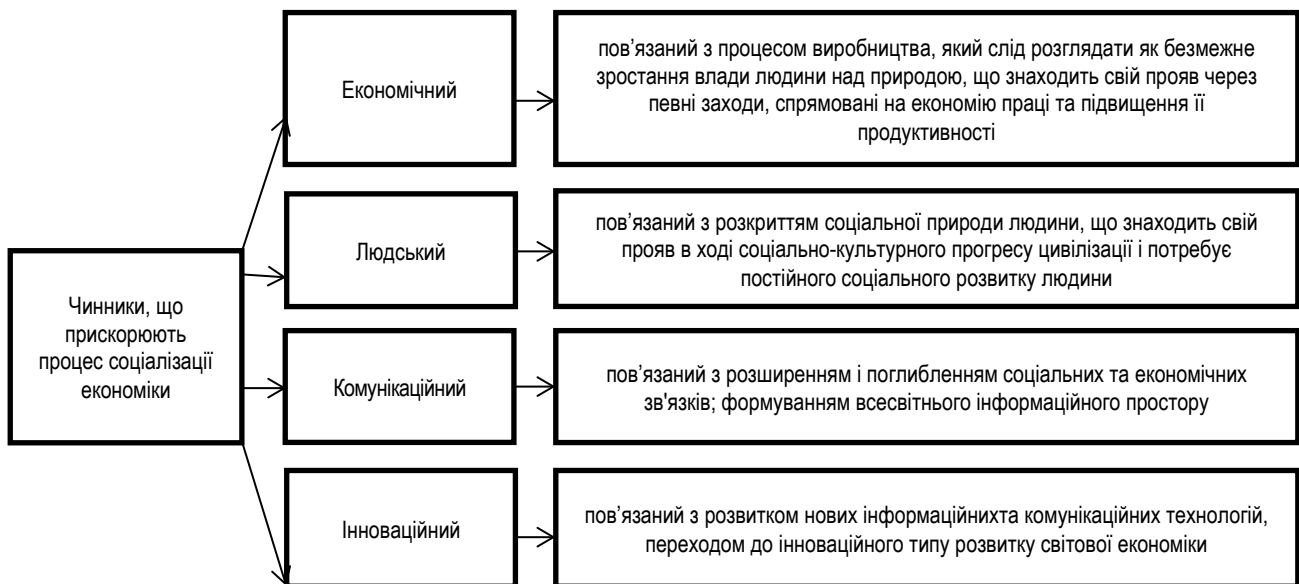 Чинники, що
прискорюють
процес соціалізації
економіки
Економічний
пов’язаний з процесом виробництва, який слід розглядати як безмежне
зростання влади людини над природою, що знаходить свій прояв через
певні заходи, спрямовані на економію праці та підвищення її
продуктивності
Людський
пов’язаний з розкриттям соціальної природи людини, що знаходить свій
прояв в ході соціально-культурного прогресу цивілізації і потребує
постійного соціального розвитку людини
Комунікаційний
пов’язаний з розширенням і поглибленням соціальних та економічних
зв'язків; формуванням всесвітнього інформаційного простору
Інноваційний
пов’язаний з розвитком нових інформаційнихта комунікаційних технологій,
переходом до інноваційного типу розвитку світової економіки